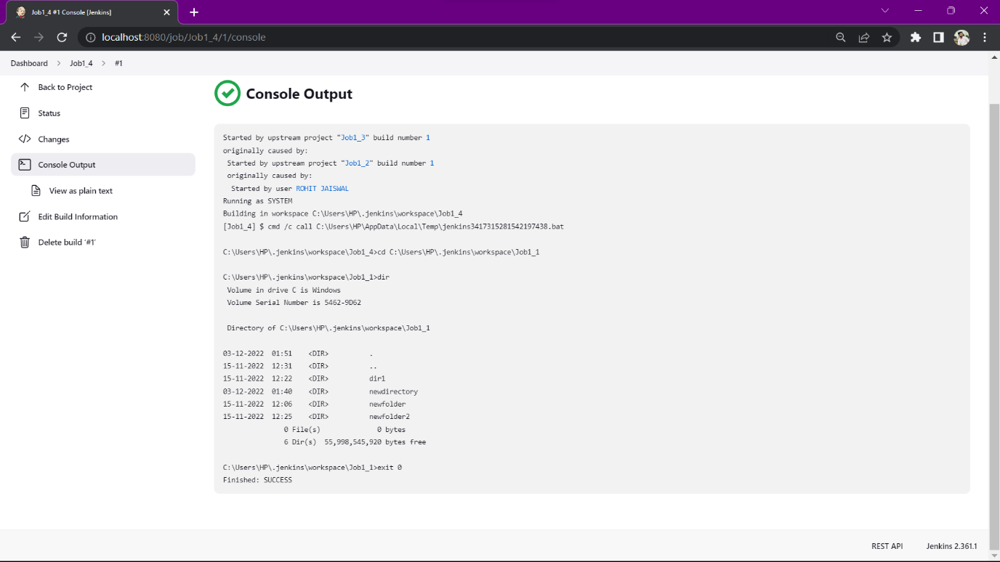 Job1_4 #1 Console [Jenkins]
localhost:8080/job/Job1_4/1/console
Dashboard > Job1_4 > #1
Back to Project
Status
Changes
Console Output
View as plain text
Edit Build Information
Delete build '#1'
Console Output
Started by upstream project "Job1_3" build number 1
originally caused by:
 Started by upstream project "Job1_2" build number 1
 originally caused by:
  Started by user ROHIT JAISWAL
Running as SYSTEM
Building in workspace C:\Users\HP\.jenkins\workspace\Job1_4
[Job1_4] $ cmd /c call C:\Users\HP\AppData\Local\Temp\jenkins3417315281542197438.bat
C:\Users\HP\.jenkins\workspace\Job1_4>cd C:\Users\HP\.jenkins\workspace\Job1_1
C:\Users\HP\.jenkins\workspace\Job1_1>dir
 Volume in drive C is Windows
 Volume Serial Number is 5462-9D62
 Directory of C:\Users\HP\.jenkins\workspace\Job1_1
03-12-2022  01:51    <DIR>          .
15-11-2022  12:31    <DIR>          ..
15-11-2022  12:22    <DIR>          dir1
03-12-2022  01:40    <DIR>          newdirectory
15-11-2022  12:06    <DIR>          newfolder
15-11-2022  12:25    <DIR>          newfolder2
               0 File(s)              0 bytes
               6 Dir(s)  55,998,545,920 bytes free
C:\Users\HP\.jenkins\workspace\Job1_1>exit 0
Finished: SUCCESS
REST API
Jenkins 2.361.1